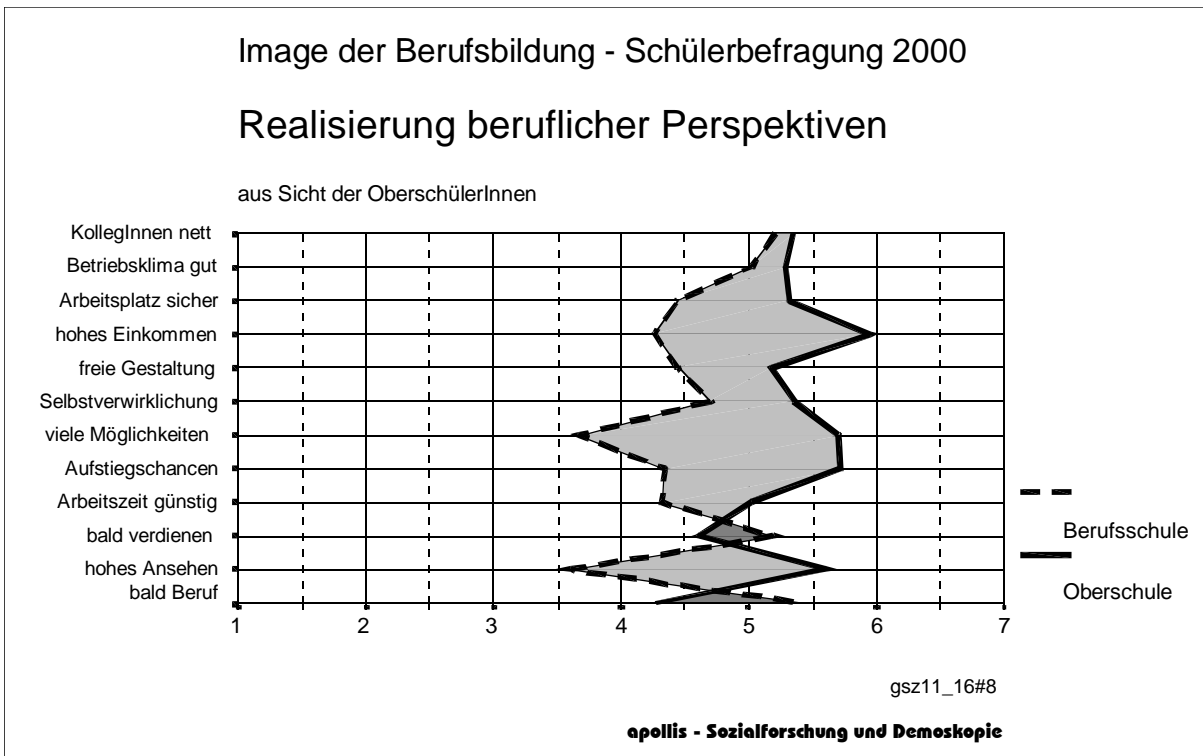 Image der Berufsbildung - Schülerbefragung 2000
Realisierung beruflicher Perspektiven
aus Sicht der OberschülerInnen
KollegInnen nett
Betriebsklima gut
Arbeitsplatz sicher
hohes Einkommen
freie Gestaltung
Selbstverwirklichung
viele Möglichkeiten
Aufstiegschancen
Arbeitszeit günstig
bald verdienen
hohes Ansehen
bald Beruf
1 2 3 4 5 6 7
Berufsschule
Oberschule
gsz11_16#8
apollis - Sozialforschung und Demoskopie